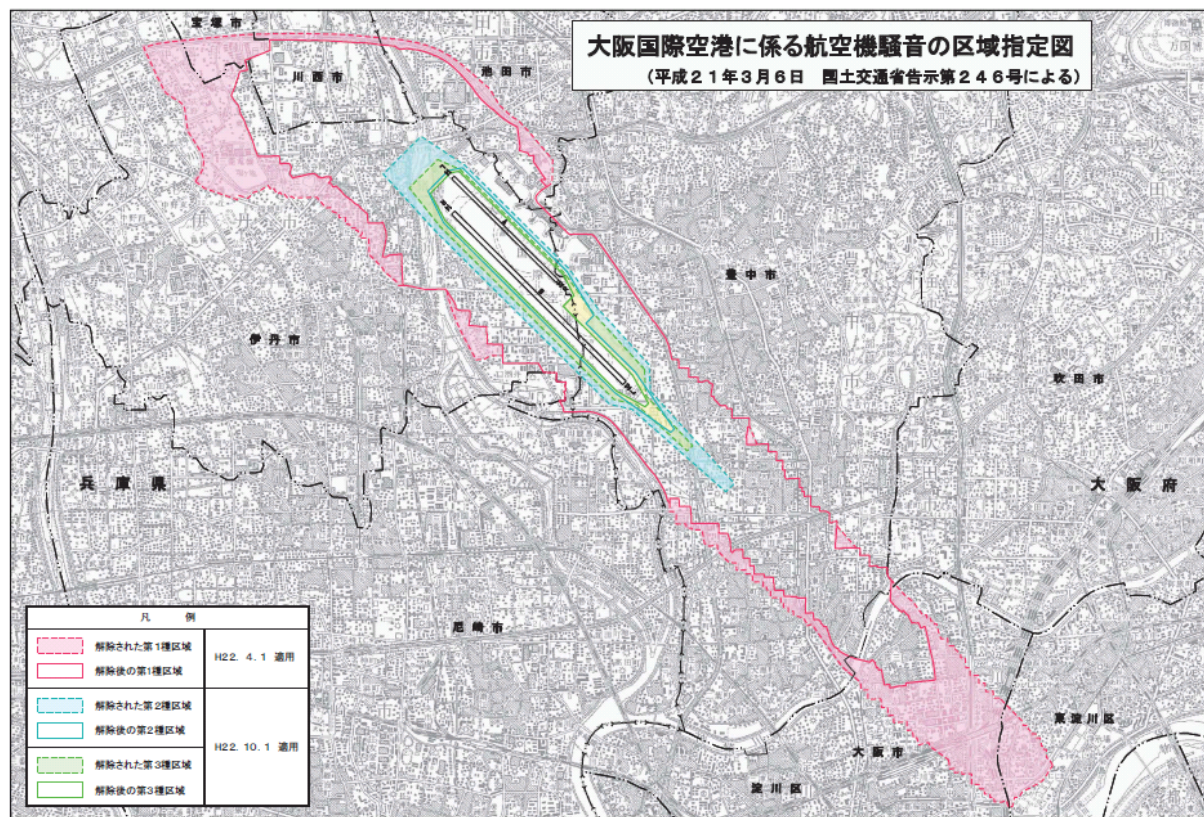 大阪国際空港に係る航空機騒音の区域指定図
(平成21年3月6日 国土交通省告示第246号による)
宝塚市
川西市
池田市
豊中市
伊丹市
吹田市
兵庫県
大阪府
尼崎市
東淀川区
大阪市
淀川区
凡 例
解除された第1種区域
解除後の第1種区域
H22. 4. 1 適用
解除された第2種区域
解除後の第2種区域
H22. 10. 1 適用
解除された第3種区域
解除後の第3種区域